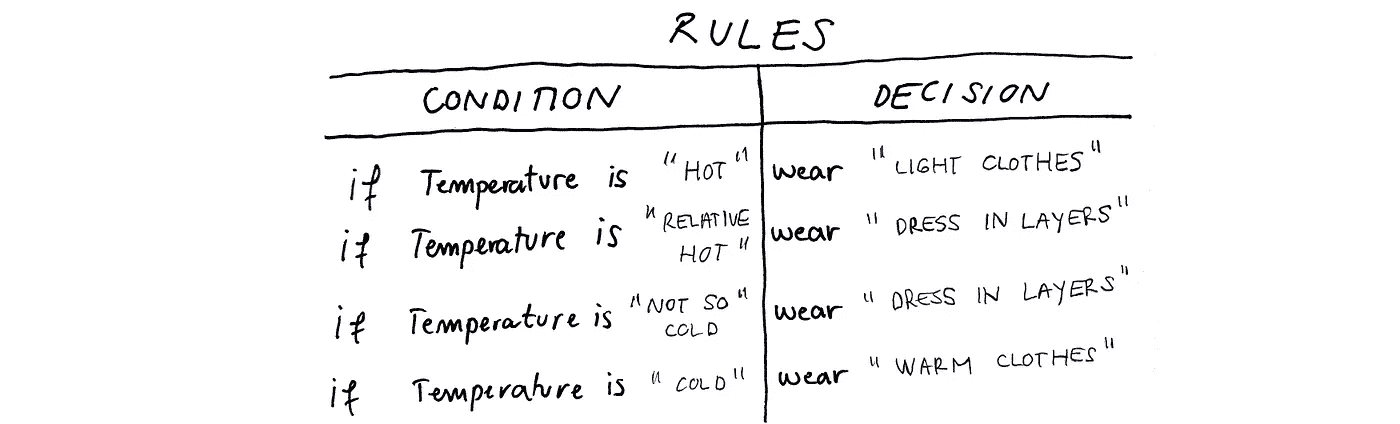 RULES
CONDITION DECISION
if Temperature is "HOT" wear "LIGHT CLOTHES"
if Temperature is "RELATIVE HOT" wear "DRESS IN LAYERS"
if Temperature is "NOT SO" COLD wear "DRESS IN LAYERS"
if Temperature is "COLD" wear "WARM CLOTHES"